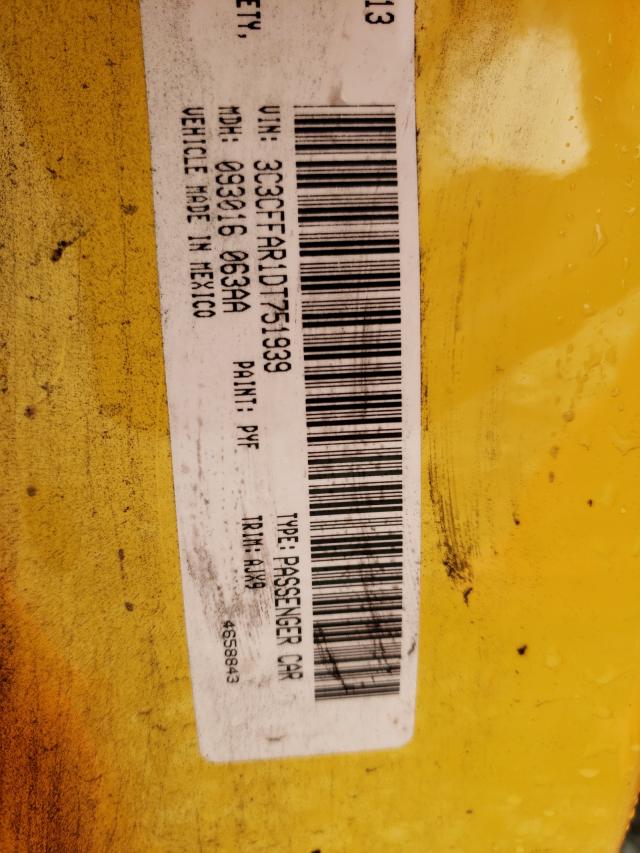 13
ETY,
VIN: 3C3CFFAR1DT751939 TYPE: PASSENGER CAR
MDH: 093016 063AA PAINT: PYF TRIM: AJX9
VEHICLE MADE IN MEXICO 4658843